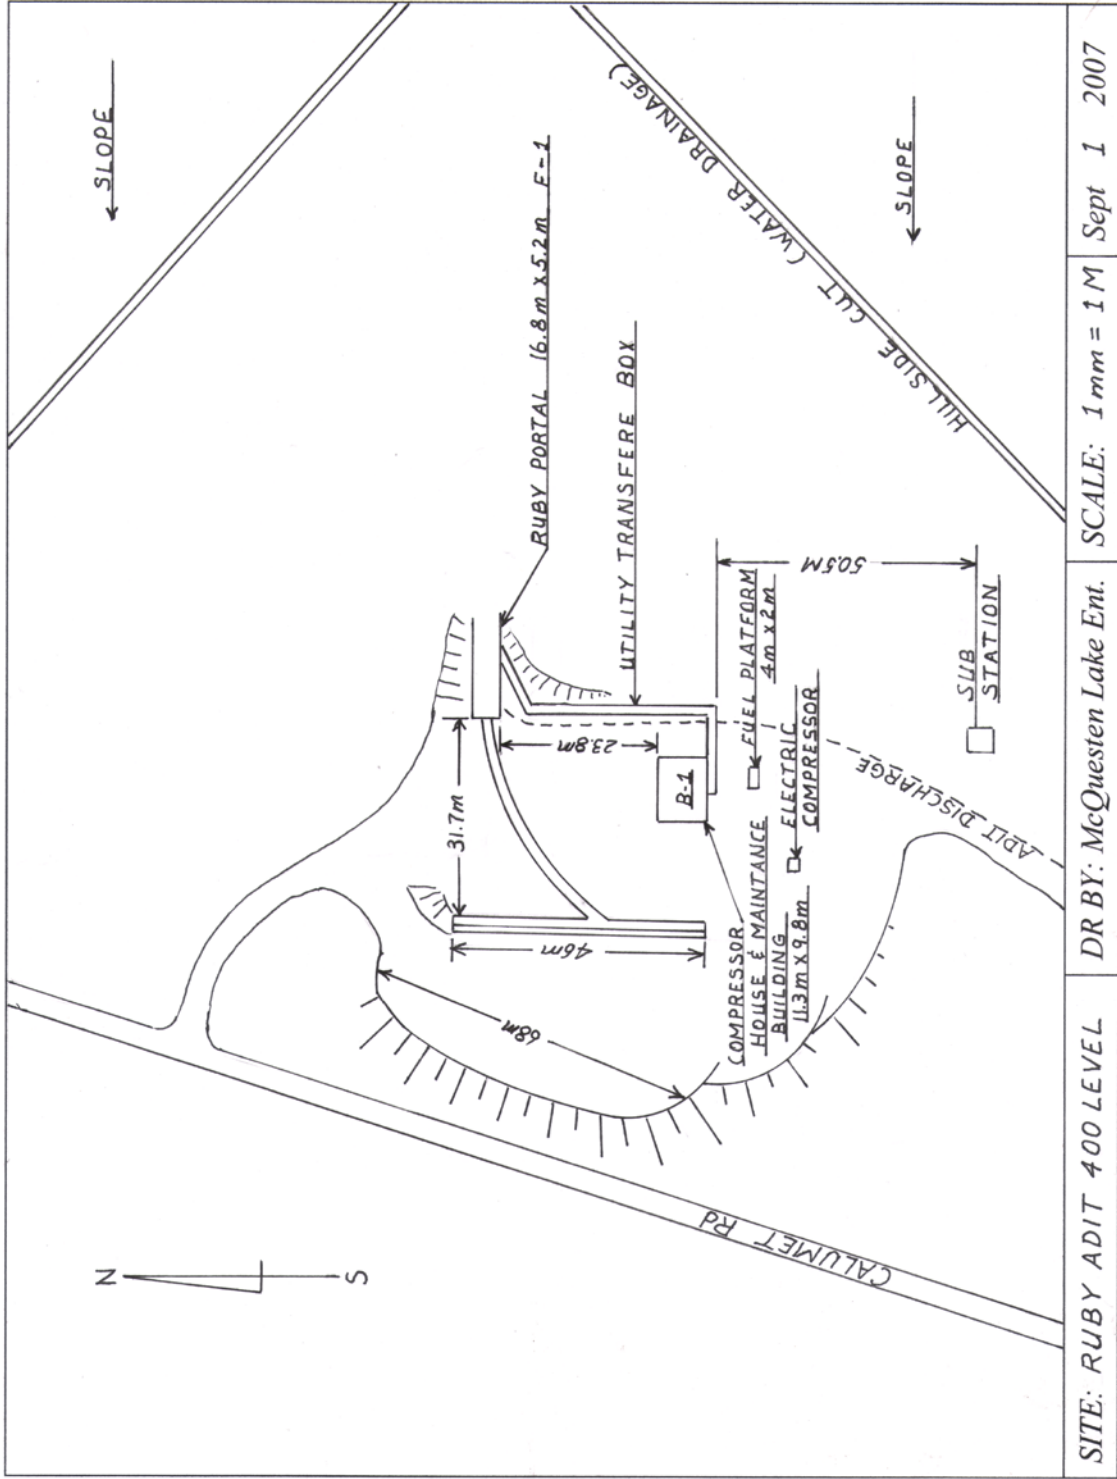 SLOPE
HILL SIDE CUT (WATER DRAINAGE)
SLOPE
RUBY PORTAL 16.8m x 5.2m F-1
UTILITY TRANSFERE BOX
31.7m
23.8m
46m
68m
50.5M
B-1
FUEL PLATFORM
4m x 2m
ELECTRIC
COMPRESSOR
COMPRESSOR
HOUSE & MAINTANCE
BUILDING
11.3m x 9.8m
SUB
STATION
ADIT DISCHARGE
CALUMET Rd
N
S
SITE: RUBY ADIT 400 LEVEL
DR BY: McQuesten Lake Ent.
SCALE: 1mm = 1M
Sept 1 2007